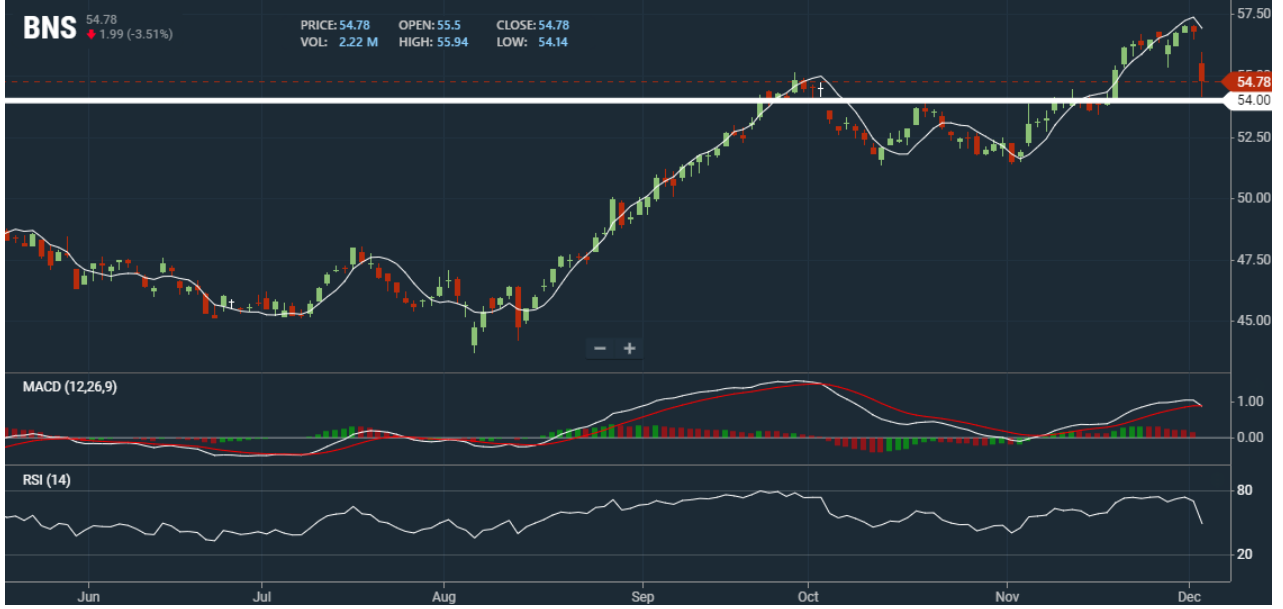 BNS 54.78
1.99 (-3.51%)
PRICE: 54.78 OPEN: 55.5 CLOSE: 54.78
VOL: 2.22 M HIGH: 55.94 LOW: 54.14
57.50
54.78
54.00
52.50
50.00
47.50
45.00
− +
MACD (12,26,9)
1.00
0.00
RSI (14)
80
20
Jun Jul Aug Sep Oct Nov Dec